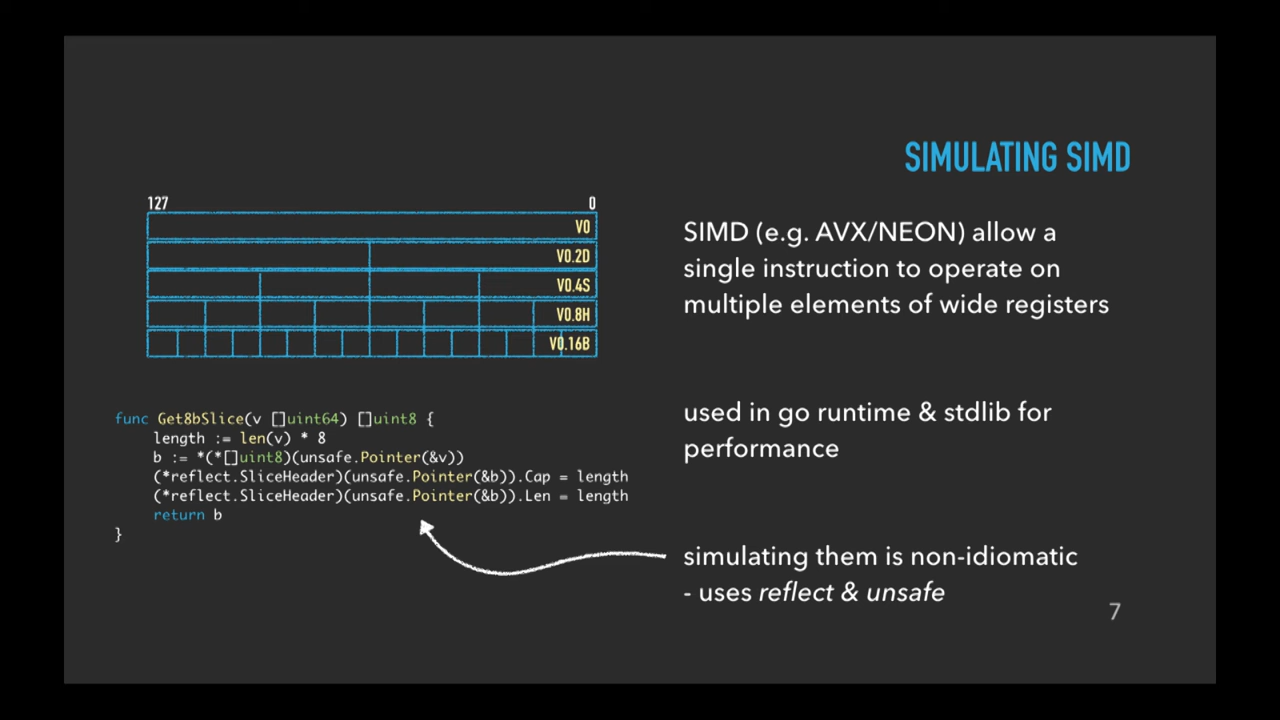 SIMULATING SIMD
127 0
V0
V0.2D
V0.4S
V0.8H
V0.16B
SIMD (e.g. AVX/NEON) allow a
single instruction to operate on
multiple elements of wide registers
func Get8bSlice(v []uint64) []uint8 {
length := len(v) * 8
b := *(*[]uint8)(unsafe.Pointer(&v))
(*reflect.SliceHeader)(unsafe.Pointer(&b)).Cap = length
(*reflect.SliceHeader)(unsafe.Pointer(&b)).Len = length
return b
}
used in go runtime & stdlib for
performance
simulating them is non-idiomatic
- uses reflect & unsafe
7